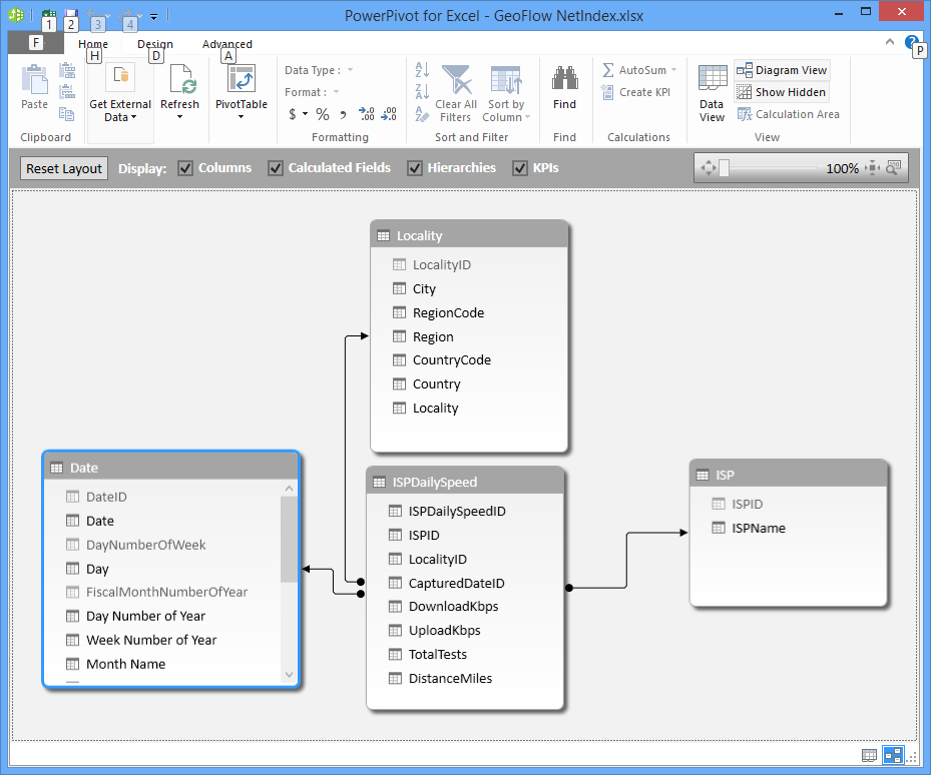 PowerPivot for Excel - GeoFlow NetIndex.xlsx
1 2 3 4
F Home Design Advanced
H D A P
Paste
Get External Data
Refresh
PivotTable
Data Type :
Format :
$ % ,
Clear All Filters
Sort by Column
Find
AutoSum
Create KPI
Data View
Diagram View
Show Hidden
Calculation Area
Clipboard Formatting Sort and Filter Find Calculations View
Reset Layout Display: Columns Calculated Fields Hierarchies KPIs 100%
Locality
LocalityID
City
RegionCode
Region
CountryCode
Country
Locality
Date
DateID
Date
DayNumberOfWeek
Day
FiscalMonthNumberOfYear
Day Number of Year
Week Number of Year
Month Name
ISPDailySpeed
ISPDailySpeedID
ISPID
LocalityID
CapturedDateID
DownloadKbps
UploadKbps
TotalTests
DistanceMiles
ISP
ISPID
ISPName